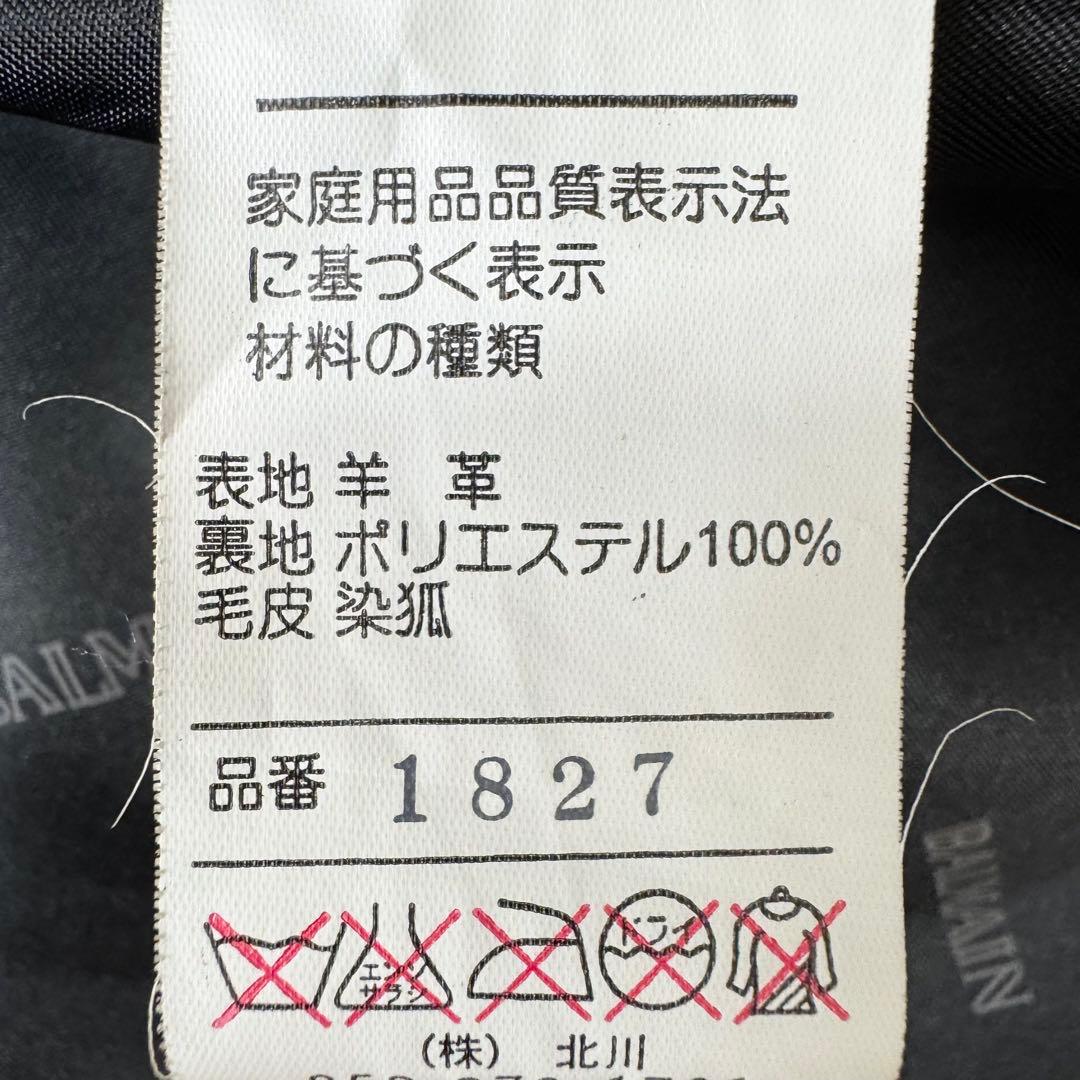 家庭用品品質表示法
に基づく表示
材料の種類
表地 羊 革
裏地 ポリエステル100%
毛皮 染狐
品番 1827
エンソ
サラシ
ドライ
(株) 北川
BALMAIN